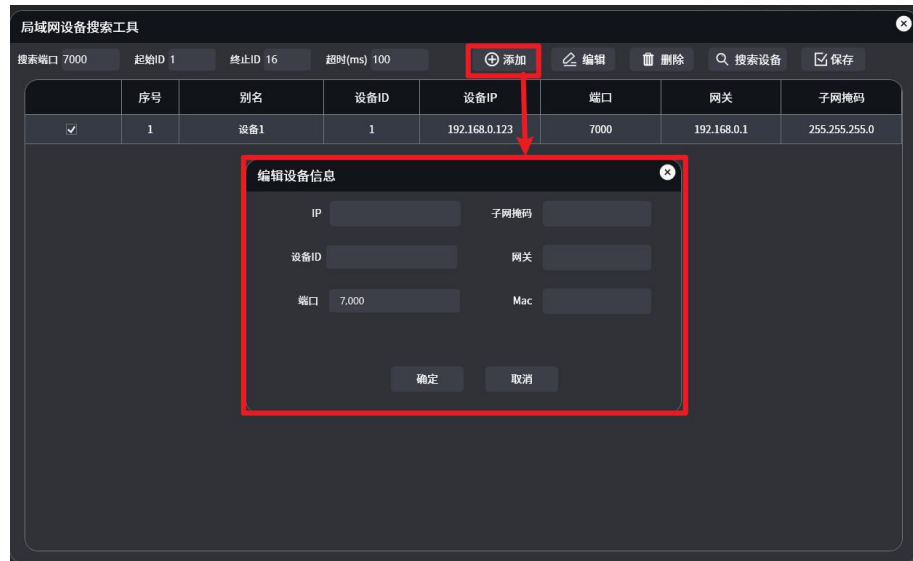 局域网设备搜索工具
搜索端口 7000 起始ID 1 终止ID 16 超时(ms) 100 添加 编辑 删除 搜索设备 保存
序号 别名 设备ID 设备IP 端口 网关 子网掩码
1 设备1 1 192.168.0.123 7000 192.168.0.1 255.255.255.0
编辑设备信息
IP 子网掩码
设备ID 网关
端口 7,000 Mac
确定 取消